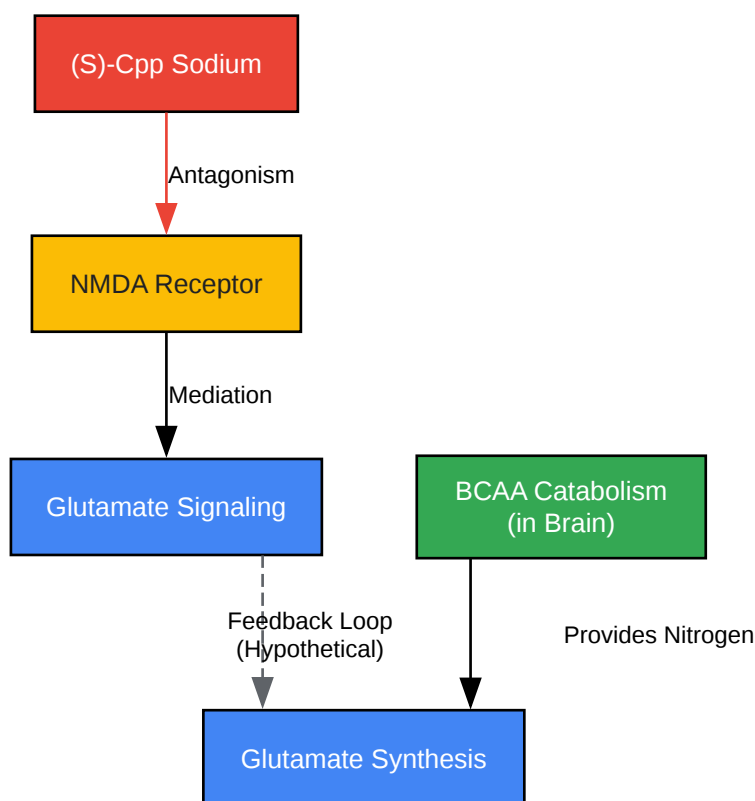 (S)-Cpp Sodium
Antagonism
NMDA Receptor
Mediation
Glutamate Signaling
BCAA Catabolism
(in Brain)
Feedback Loop
(Hypothetical)
Provides Nitrogen
Glutamate Synthesis